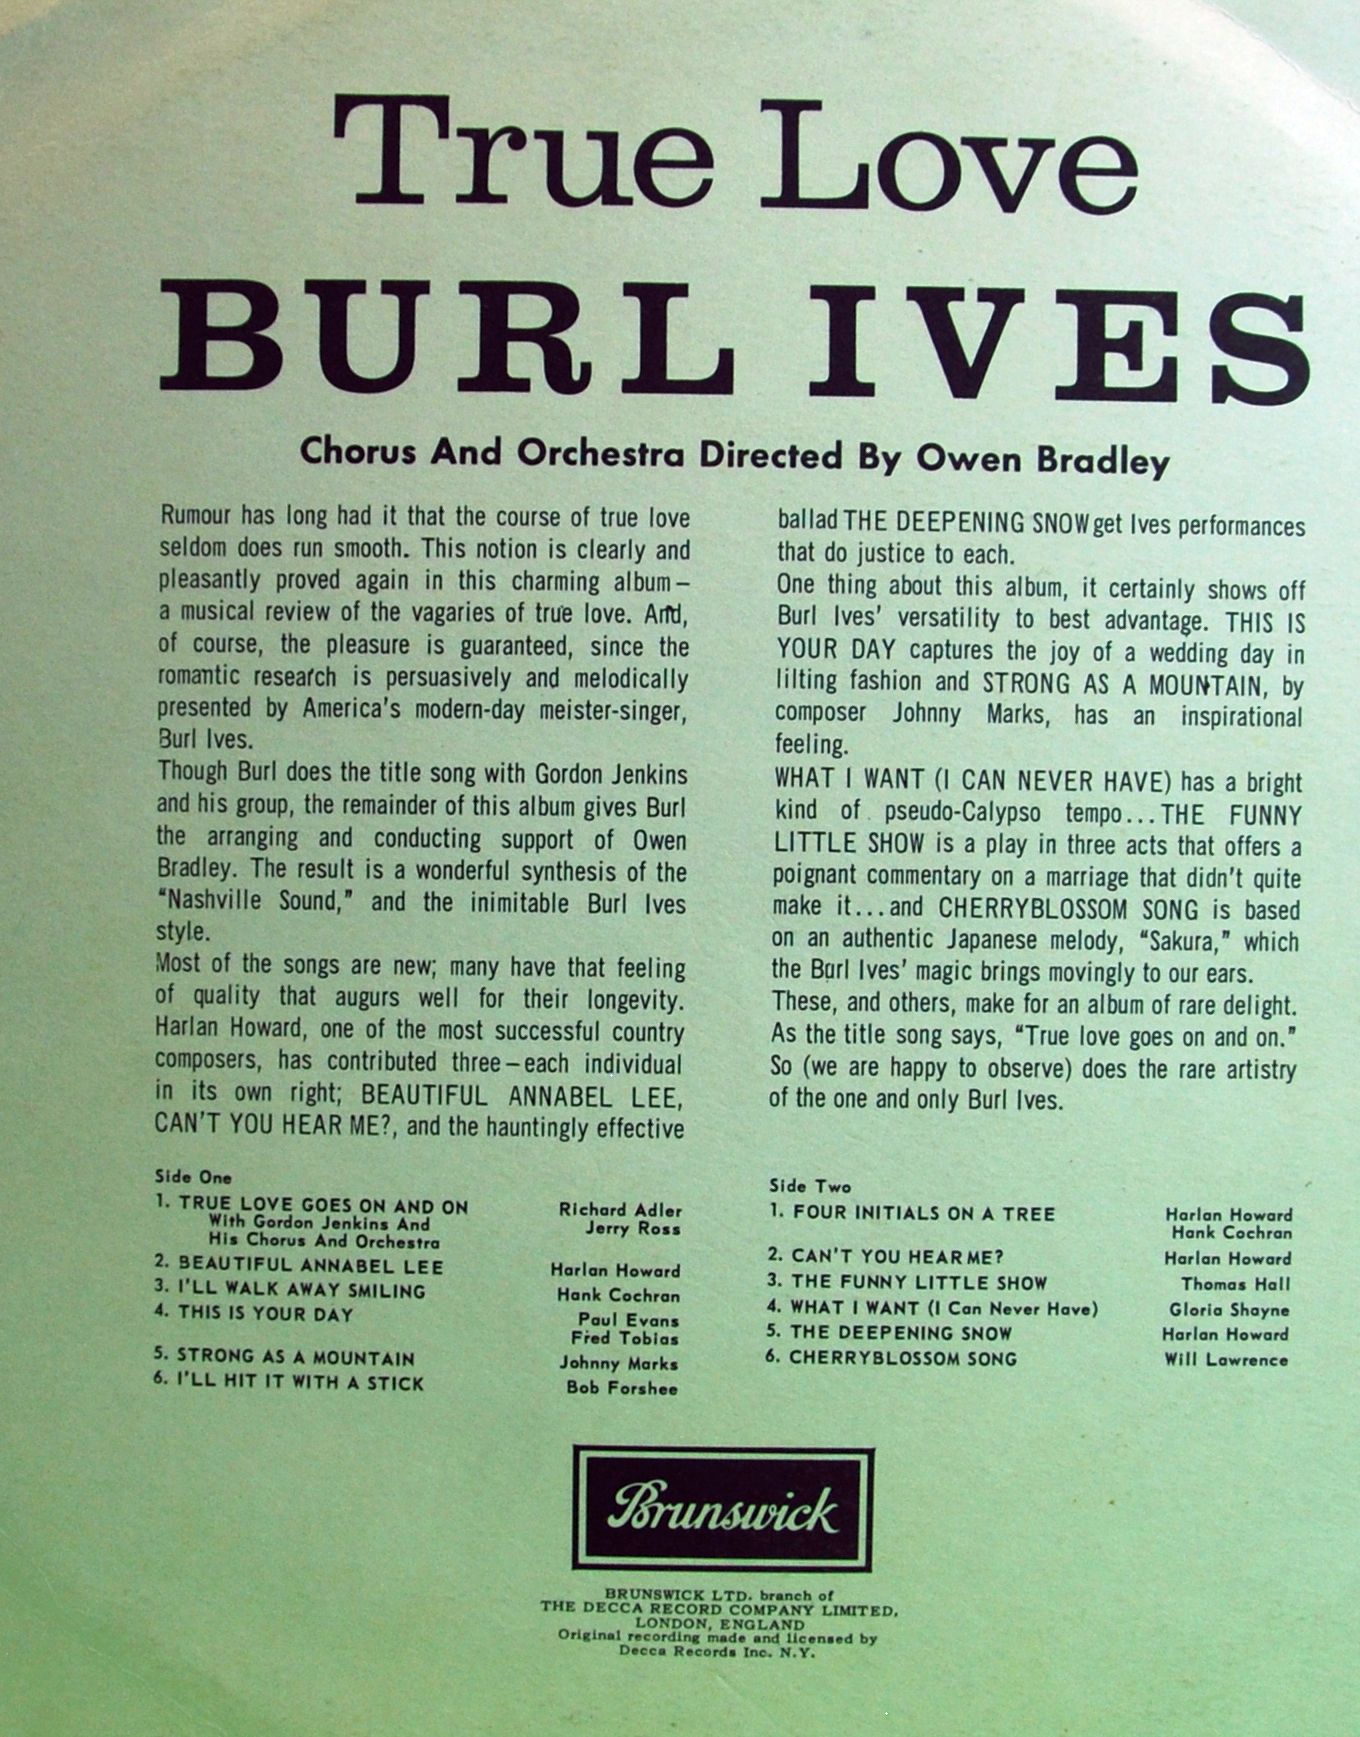 True Love
BURL IVES
Chorus And Orchestra Directed By Owen Bradley
Rumour has long had it that the course of true love
seldom does run smooth. This notion is clearly and
pleasantly proved again in this charming album–
a musical review of the vagaries of true love. And,
of course, the pleasure is guaranteed, since the
romantic research is persuasively and melodically
presented by America's modern-day meister-singer,
Burl Ives.
Though Burl does the title song with Gordon Jenkins
and his group, the remainder of this album gives Burl
the arranging and conducting support of Owen
Bradley. The result is a wonderful synthesis of the
"Nashville Sound," and the inimitable Burl Ives
style.
Most of the songs are new; many have that feeling
of quality that augurs well for their longevity.
Harlan Howard, one of the most successful country
composers, has contributed three–each individual
in its own right; BEAUTIFUL ANNABEL LEE,
CAN'T YOU HEAR ME?, and the hauntingly effective
ballad THE DEEPENING SNOW get Ives performances
that do justice to each.
One thing about this album, it certainly shows off
Burl Ives' versatility to best advantage. THIS IS
YOUR DAY captures the joy of a wedding day in
lilting fashion and STRONG AS A MOUNTAIN, by
composer Johnny Marks, has an inspirational
feeling.
WHAT I WANT (I CAN NEVER HAVE) has a bright
kind of pseudo-Calypso tempo...THE FUNNY
LITTLE SHOW is a play in three acts that offers a
poignant commentary on a marriage that didn't quite
make it...and CHERRYBLOSSOM SONG is based
on an authentic Japanese melody, "Sakura," which
the Burl Ives' magic brings movingly to our ears.
These, and others, make for an album of rare delight.
As the title song says, "True love goes on and on."
So (we are happy to observe) does the rare artistry
of the one and only Burl Ives.
Side One
1. TRUE LOVE GOES ON AND ON Richard Adler
With Gordon Jenkins And Jerry Ross
His Chorus And Orchestra
2. BEAUTIFUL ANNABEL LEE Harlan Howard
3. I'LL WALK AWAY SMILING Hank Cochran
4. THIS IS YOUR DAY Paul Evans
Fred Tobias
5. STRONG AS A MOUNTAIN Johnny Marks
6. I'LL HIT IT WITH A STICK Bob Forshee
Side Two
1. FOUR INITIALS ON A TREE Harlan Howard
Hank Cochran
2. CAN'T YOU HEAR ME? Harlan Howard
3. THE FUNNY LITTLE SHOW Thomas Hall
4. WHAT I WANT (I Can Never Have) Gloria Shayne
5. THE DEEPENING SNOW Harlan Howard
6. CHERRYBLOSSOM SONG Will Lawrence
Brunswick
BRUNSWICK LTD. branch of
THE DECCA RECORD COMPANY LIMITED,
LONDON, ENGLAND
Original recording made and licensed by
Decca Records Inc. N.Y.